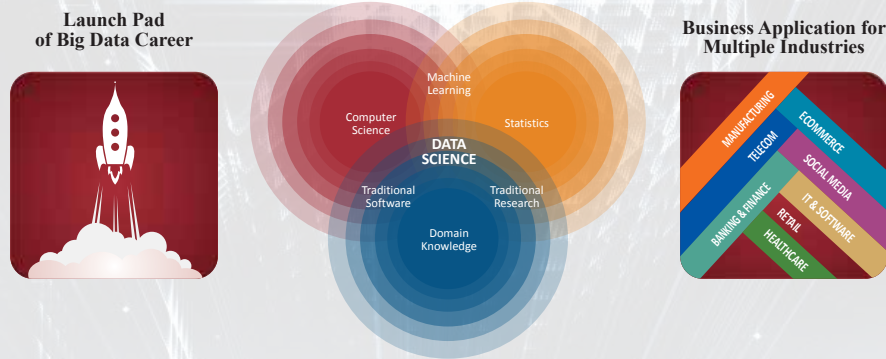 Launch Pad
of Big Data Career
Machine
Learning
Computer
Science
Statistics
DATA
SCIENCE
Traditional
Software
Traditional
Research
Domain
Knowledge
Business Application for
Multiple Industries
MANUFACTURING
TELECOM
BANKING & FINANCE
ECOMMERCE
SOCIAL MEDIA
IT & SOFTWARE
RETAIL
HEALTHCARE